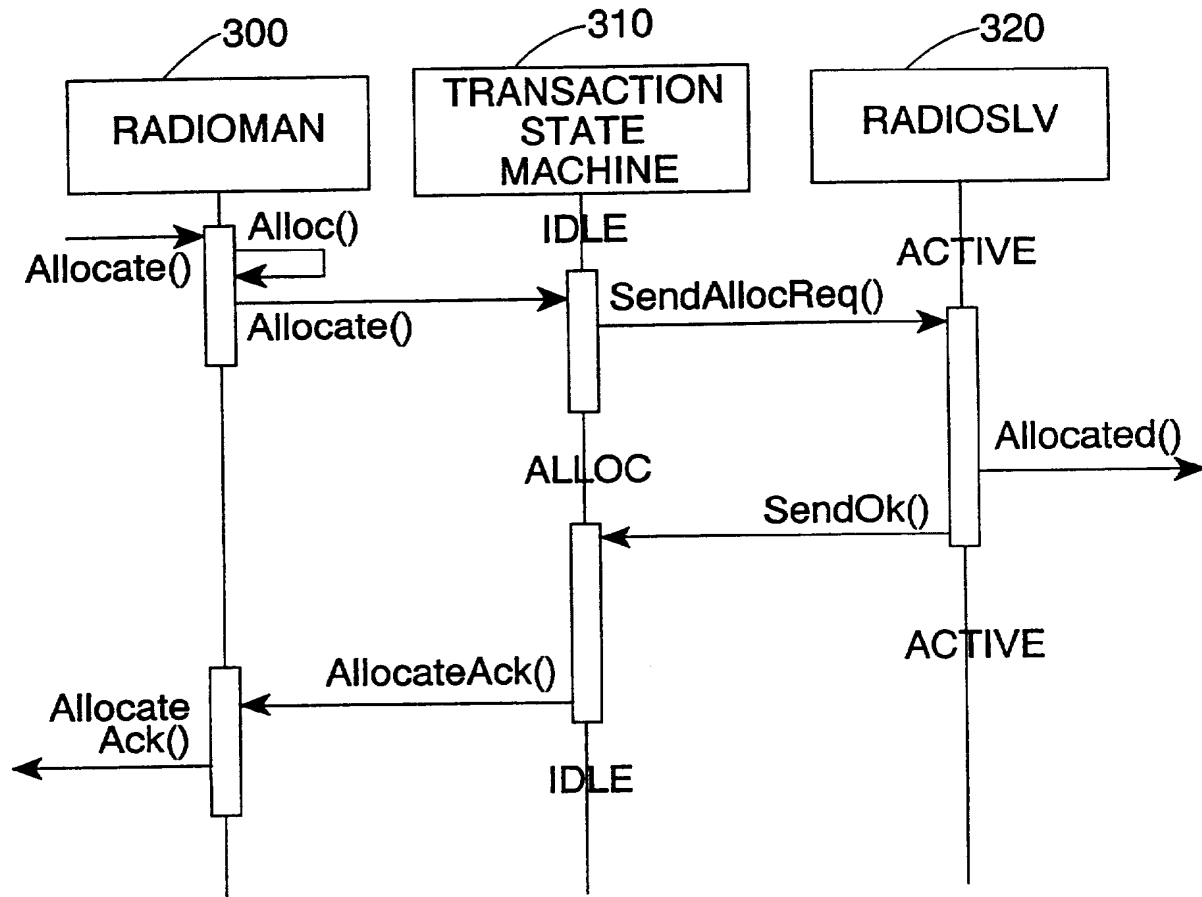 300
310
320
RADIOMAN
TRANSACTION
STATE
MACHINE
RADIOSLV
Alloc()
IDLE
ACTIVE
Allocate()
SendAllocReq()
Allocate()
Allocated()
ALLOC
SendOk()
ACTIVE
AllocateAck()
Allocate
Ack()
IDLE